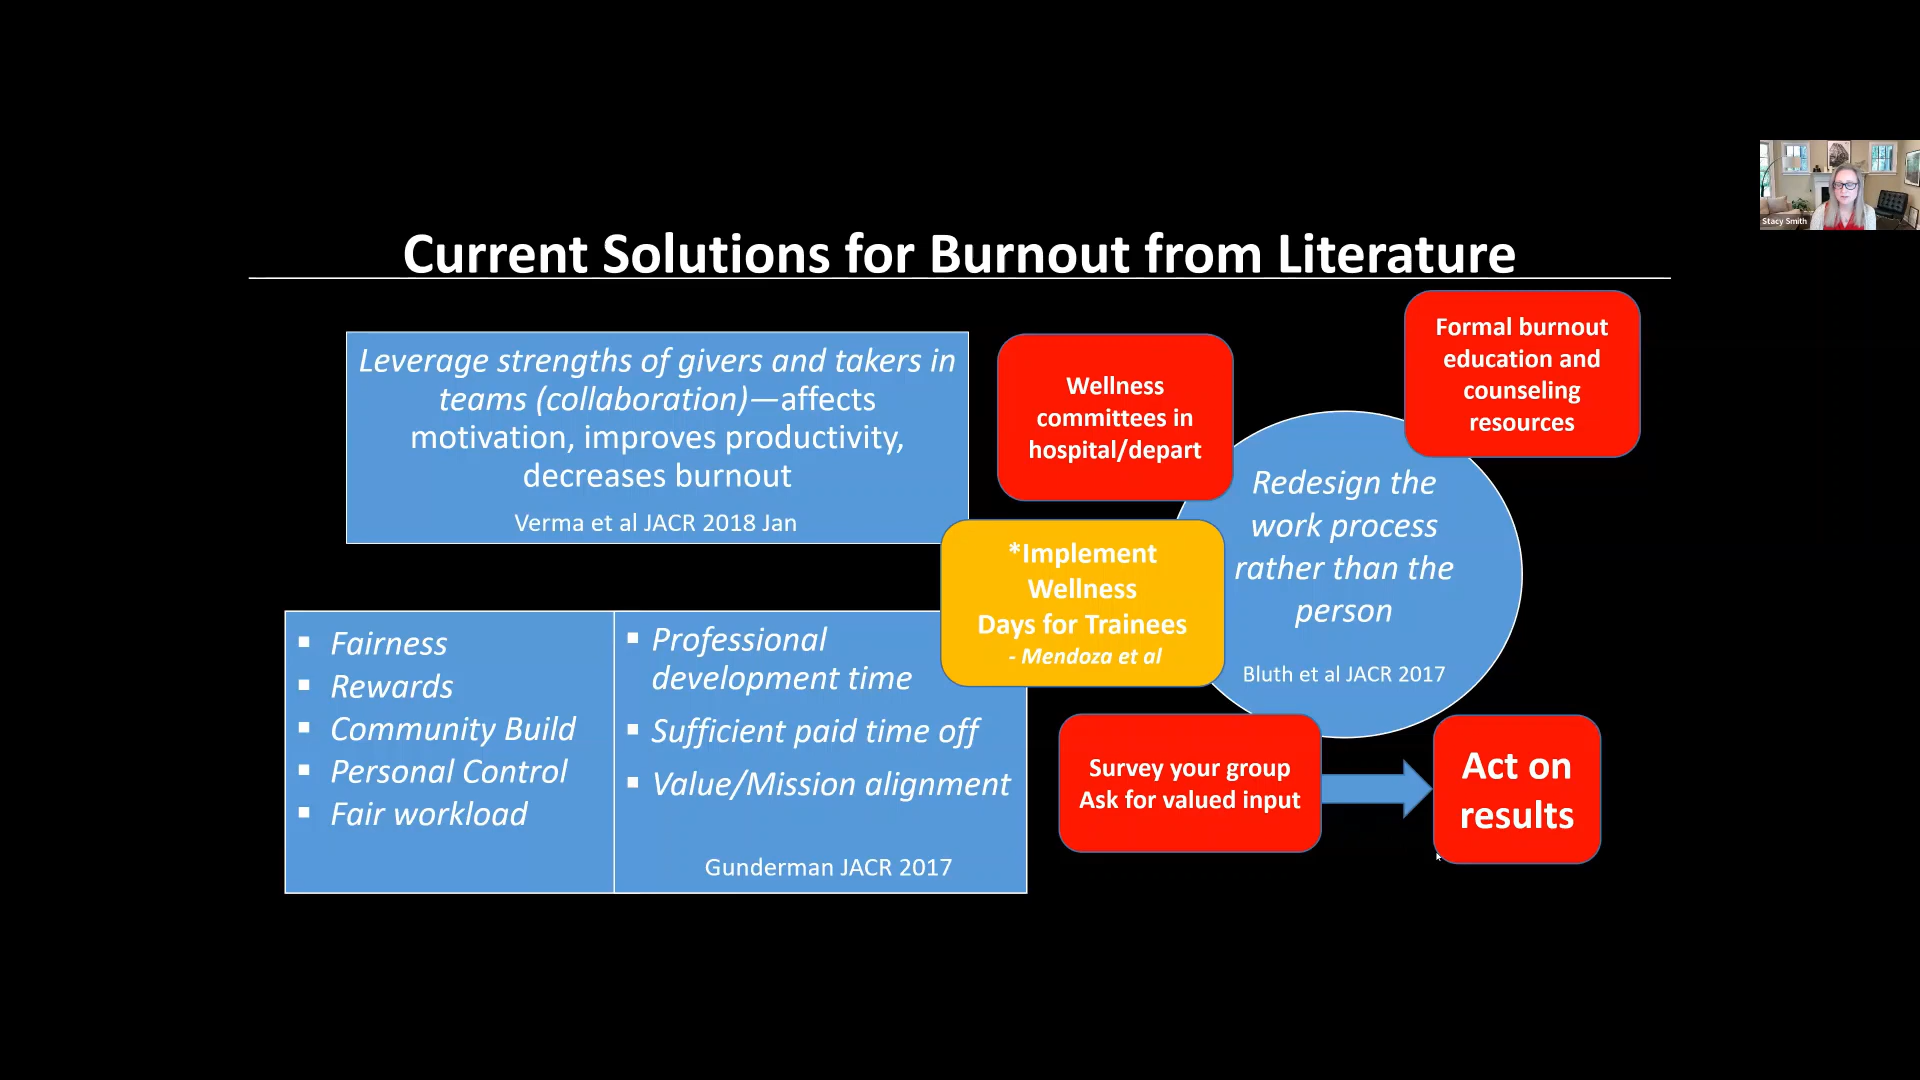 Current Solutions for Burnout from Literature
Leverage strengths of givers and takers in
teams (collaboration)—affects
motivation, improves productivity,
decreases burnout
Verma et al JACR 2018 Jan
Wellness
committees in
hospital/depart
Formal burnout
education and
counseling
resources
Redesign the
work process
rather than the
person
Bluth et al JACR 2017
*Implement
Wellness
Days for Trainees
- Mendoza et al
▪ Fairness
▪ Rewards
▪ Community Build
▪ Personal Control
▪ Fair workload
▪ Professional
development time
▪ Sufficient paid time off
▪ Value/Mission alignment
Gunderman JACR 2017
Survey your group
Ask for valued input
Act on
results
Stacy Smith